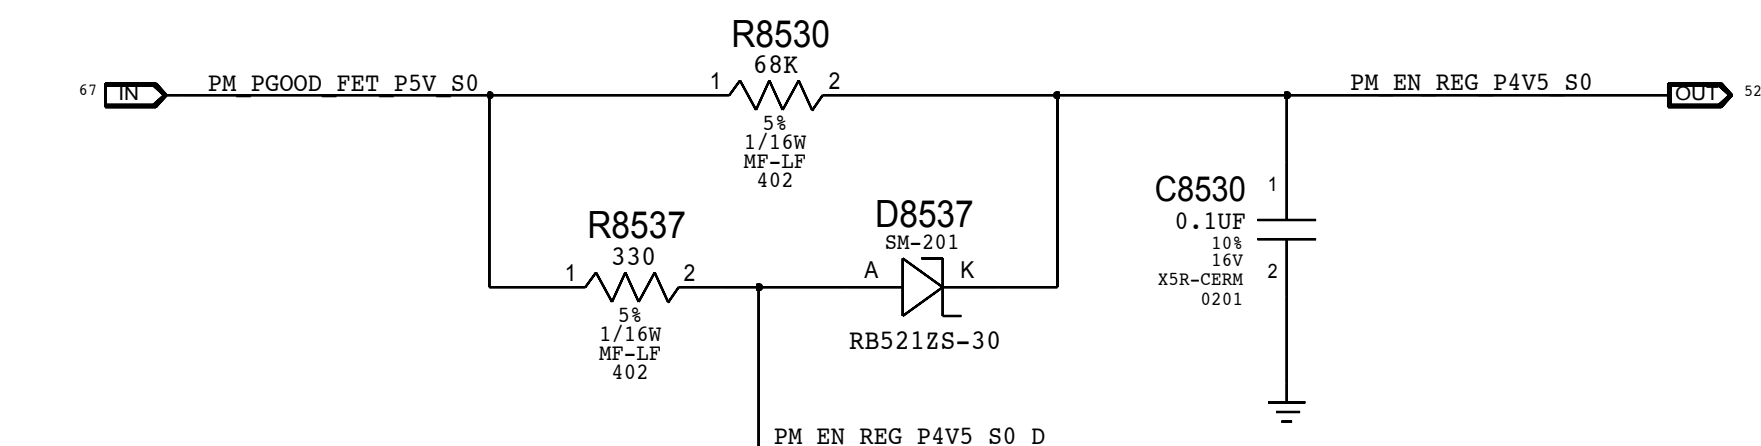 R8530
68K
1 2
67 IN PM_PGOOD_FET_P5V_S0
5%
1/16W
MF-LF
402
PM_EN_REG_P4V5_S0 OUT 52
R8537
330
1 2
5%
1/16W
MF-LF
402
D8537
SM-201
A K
RB521ZS-30
C8530
1
0.1UF
10%
16V
X5R-CERM
0201
2
PM_EN_REG_P4V5_S0_D